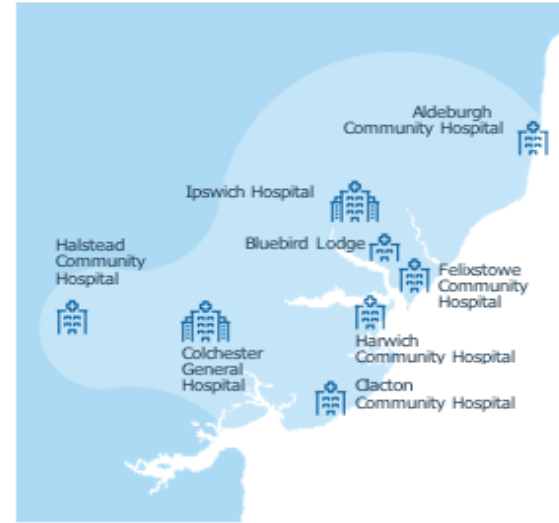 Aldeburgh
Community Hospital
Ipswich Hospital
Bluebird Lodge
Halstead
Community
Hospital
Felixstowe
Community
Hospital
Harwich
Community Hospital
Colchester
General
Hospital
Clacton
Community Hospital